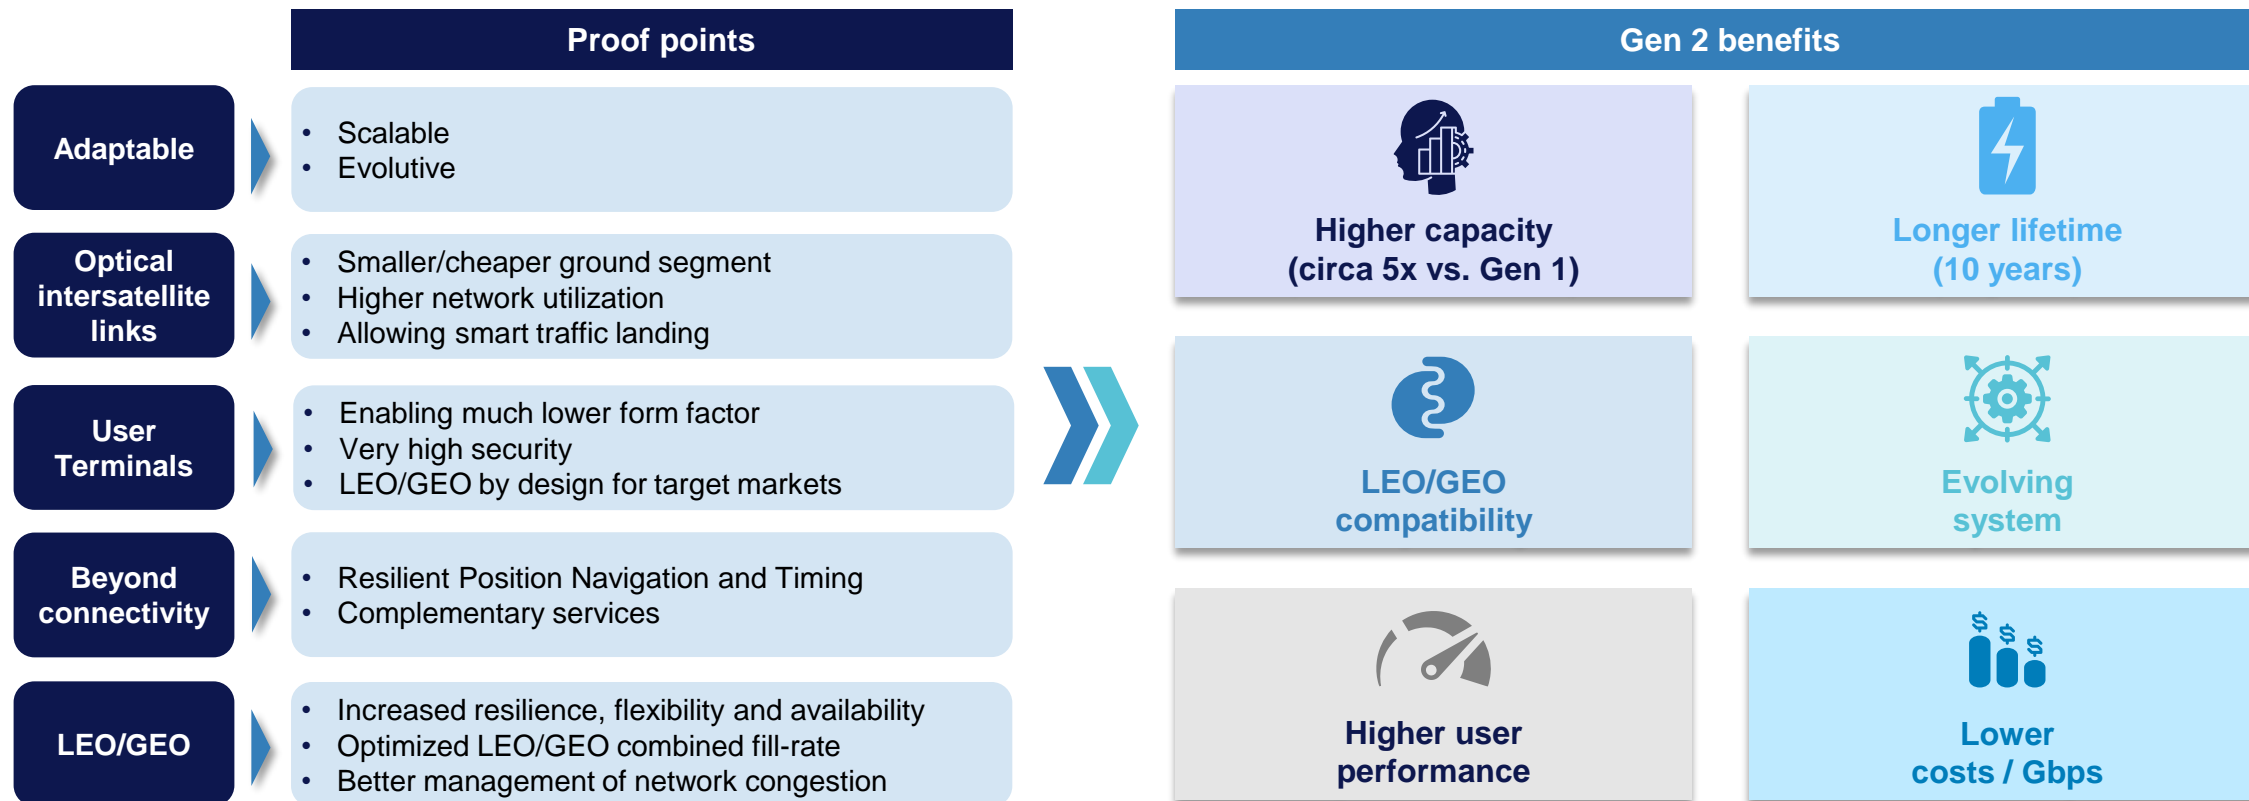 Proof points
Adaptable
• Scalable
• Evolutive
Optical
intersatellite
links
• Smaller/cheaper ground segment
• Higher network utilization
• Allowing smart traffic landing
User
Terminals
• Enabling much lower form factor
• Very high security
• LEO/GEO by design for target markets
Beyond
connectivity
• Resilient Position Navigation and Timing
• Complementary services
LEO/GEO
• Increased resilience, flexibility and availability
• Optimized LEO/GEO combined fill-rate
• Better management of network congestion
Gen 2 benefits
Higher capacity
(circa 5x vs. Gen 1)
Longer lifetime
(10 years)
LEO/GEO
compatibility
Evolving
system
Higher user
performance
$ $ $
Lower
costs / Gbps